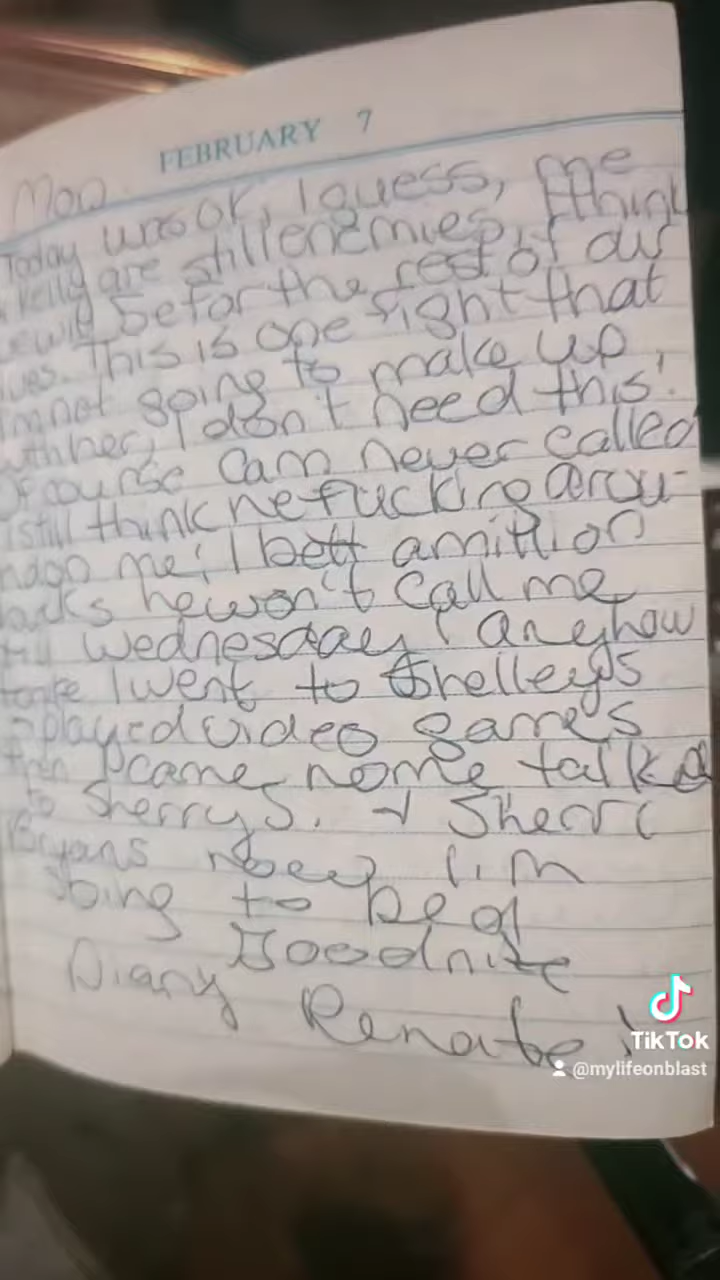 FEBRUARY 7
Mon.
Today was OK, I guess, me
Kelly are still enemies, I think
we will be for the rest of our
lives. This is one fight that
I'm not going to make up
with her, I don't need this!
Of course Cam never called
I still think he fucking arou-
me! I bett a million
bucks he won't call me
till wednesdaay! Anyhow
I went to Shelleys
played video games
then I came home talked
to Sherry S. + Sherri
Bryans I'm
going to bed
Goodnite
Diary Renate
TikTok
@mylifeonblast